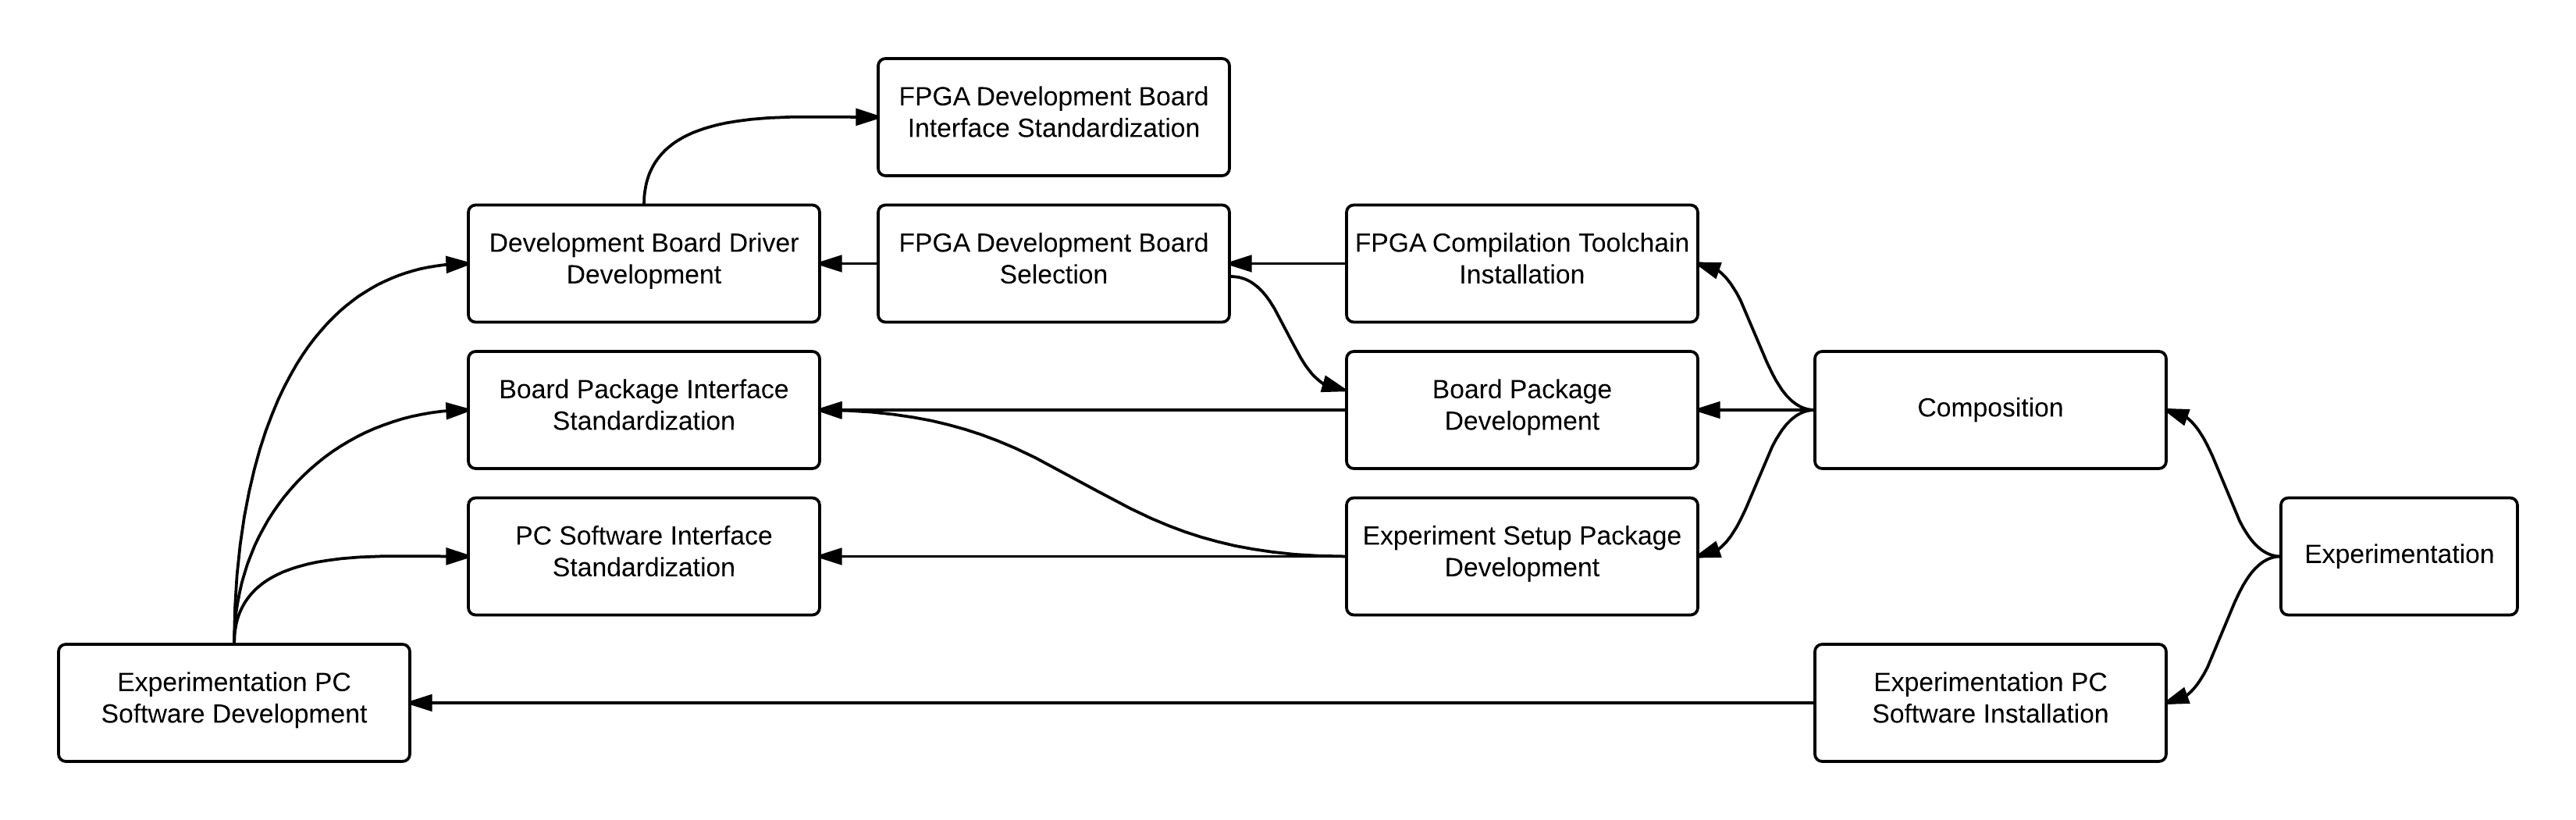 FPGA Development Board
Interface Standardization
Development Board Driver
Development
FPGA Development Board
Selection
FPGA Compilation Toolchain
Installation
Board Package Interface
Standardization
Board Package
Development
Composition
PC Software Interface
Standardization
Experiment Setup Package
Development
Experimentation
Experimentation PC
Software Development
Experimentation PC
Software Installation